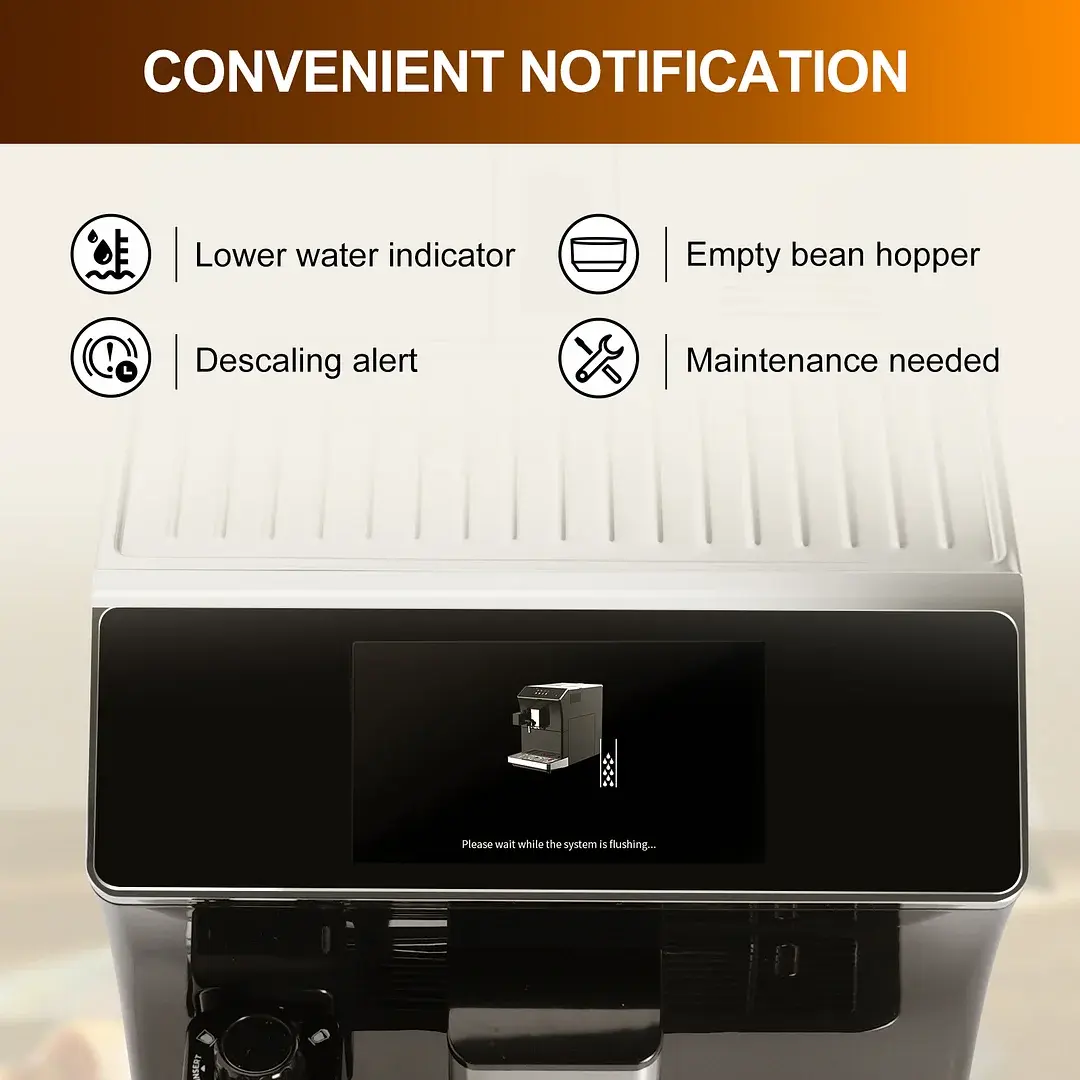 CONVENIENT NOTIFICATION
Lower water indicator
Empty bean hopper
Descaling alert
Maintenance needed
Please wait while the system is flushing...
INSERT